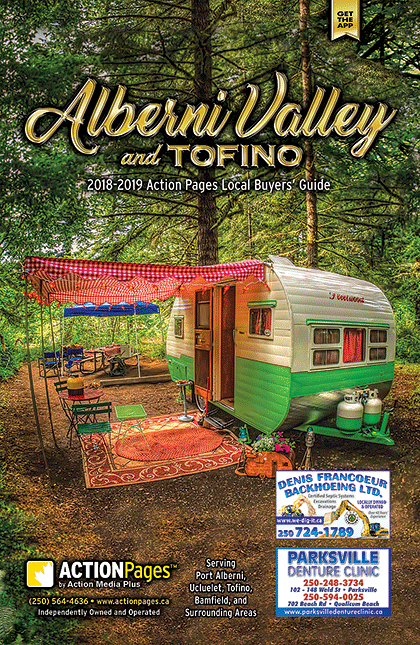 GET
THE
APP
Alberni Valley
and TOFINO
2018-2019 Action Pages Local Buyers' Guide
DENIS FRANCOEUR
BACKHOEING LTD.
Certified Septic Systems
Excavations
Drainage
LOCALLY OWNED
& OPERATED
www.we-dig-it.ca
250 724-1789
ACTIONPages™
by Action Media Plus
(250) 564-4636 • www.actionpages.ca
Independently Owned and Operated
Serving
Port Alberni,
Ucluelet, Tofino,
Bamfield, and
Surrounding Areas
PARKSVILLE
DENTURE CLINIC
250-248-3734
102 - 148 Weld St • Parksville
250-594-0025
702 Beach Rd • Qualicum Beach
www.parksvilledentureclinic.ca